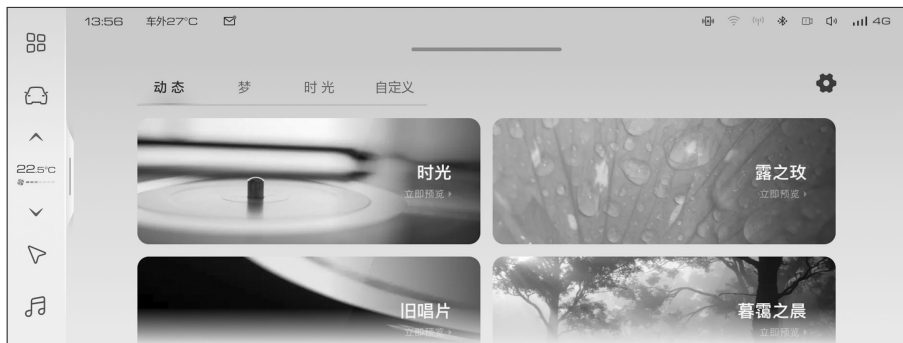 13:56 车外27°C 4G
动态 梦 时光 自定义
22.5°C
时光
立即预览
露之玫
立即预览
旧唱片
立即预览
暮霭之晨
立即预览